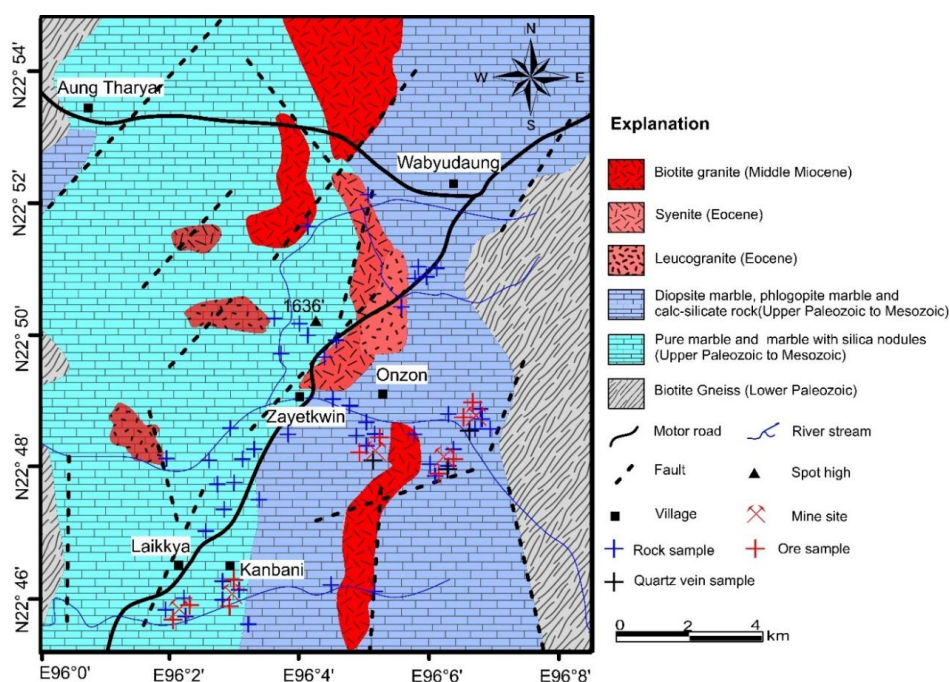 N22° 54'
N22° 52'
N22° 50'
N22° 48'
N22° 46'
Aung Tharyar
Wabyudaung
N
W E
S
1636'
Onzon
Zayetkwin
Laikkya
Kanbani
E96°0' E96°2' E96°4' E96°6' E96°8'
Explanation
Biotite granite (Middle Miocene)
Syenite (Eocene)
Leucogranite (Eocene)
Diopsite marble, phlogopite marble and
calc-silicate rock(Upper Paleozoic to Mesozoic)
Pure marble and marble with silica nodules
(Upper Paleozoic to Mesozoic)
Biotite Gneiss (Lower Paleozoic)
Motor road River stream
Fault Spot high
Village Mine site
Rock sample Ore sample
Quartz vein sample
0 2 4
km